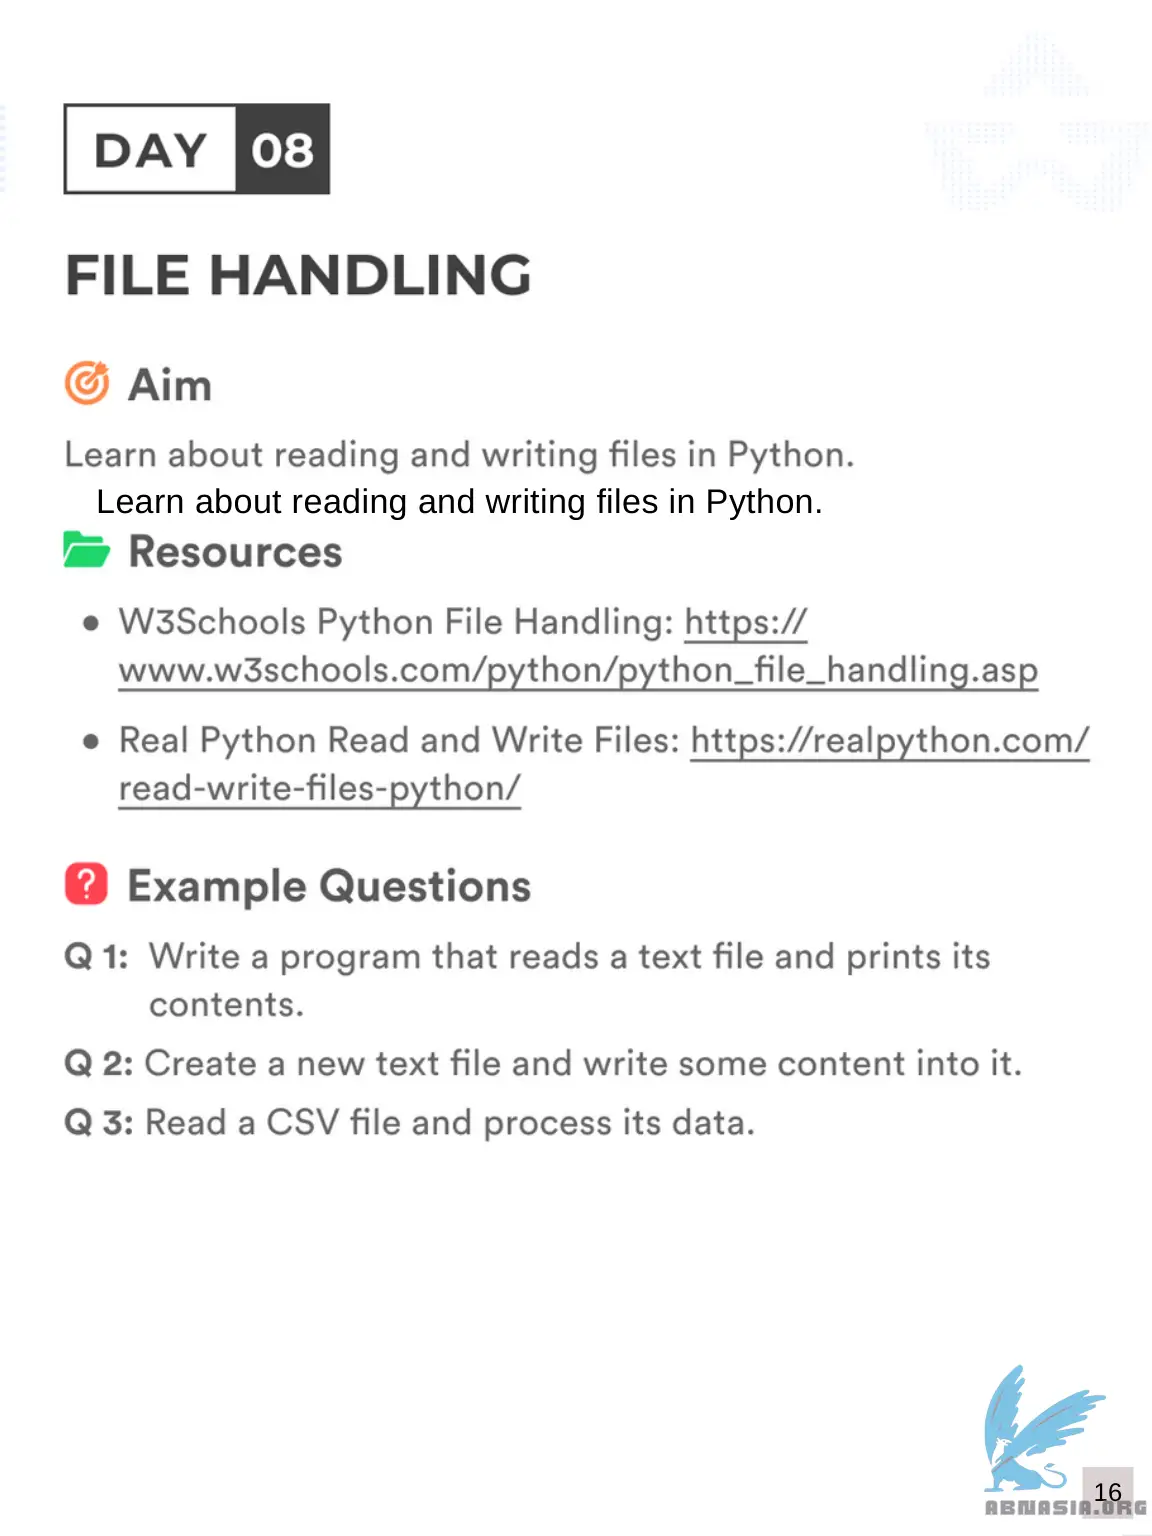 DAY 08
FILE HANDLING
Aim
Learn about reading and writing files in Python.
Learn about reading and writing files in Python.
Resources
● W3Schools Python File Handling: https://
www.w3schools.com/python/python_file_handling.asp
● Real Python Read and Write Files: https://realpython.com/
read-write-files-python/
? Example Questions
Q 1: Write a program that reads a text file and prints its
contents.
Q 2: Create a new text file and write some content into it.
Q 3: Read a CSV file and process its data.
16
ABNASIA.ORG